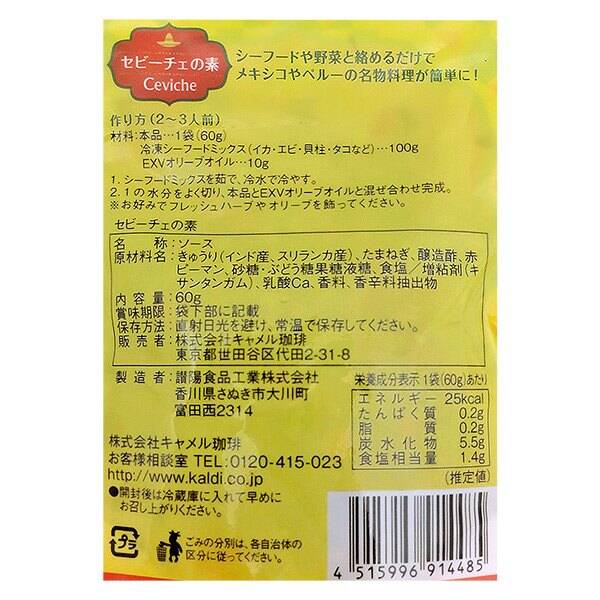 セビーチェの素
Ceviche
シーフードや野菜と絡めるだけで
メキシコやペルーの名物料理が簡単に!
作り方(2〜3人前)
材料:本品…1袋(60g)
冷凍シーフードミックス(イカ・エビ・貝柱・タコなど)…100g
EXVオリーブオイル…10g
1. シーフードミックスを茹で、冷水で冷やす。
2. 1の水分をよく切り、本品とEXVオリーブオイルと混ぜ合わせ完成。
※お好みでフレッシュハーブやオリーブを飾ってください。
セビーチェの素
名称:ソース
原材料名:きゅうり(インド産、スリランカ産)、たまねぎ、醸造酢、赤
ピーマン、砂糖・ぶどう糖果糖液糖、食塩/増粘剤(キ
サンタンガム)、乳酸Ca、香料、香辛料抽出物
内容量:60g
賞味期限:袋下部に記載
保存方法:直射日光を避け、常温で保存してください。
販売者:株式会社キャメル珈琲
東京都世田谷区代田2-31-8
製造者:讃陽食品工業株式会社
香川県さぬき市大川町
富田西2314
栄養成分表示 1袋(60g)あたり
エネルギー 25kcal
たんぱく質 0.2g
脂質 0.2g
炭水化物 5.5g
食塩相当量 1.4g
(推定値)
株式会社キャメル珈琲
お客様相談室 TEL:0120-415-023
http://www.kaldi.co.jp
●開封後は冷蔵庫に入れて早めに
お召し上がりください。
プラ
ごみの分別は、各自治体の
区分に従ってください。
4 515996 914485